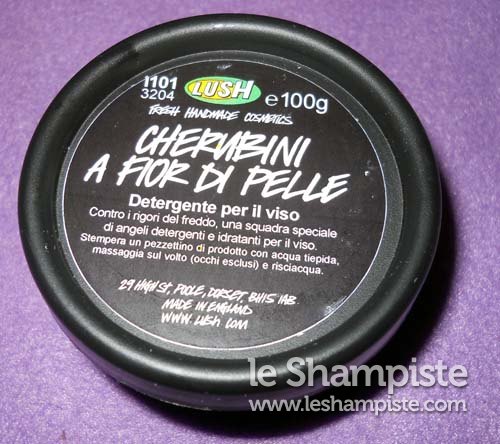 I101
3204
LUSH
℮100g
FRESH HANDMADE COSMETICS
CHERUBINI
A FIOR DI PELLE
Detergente per il viso
Contro i rigori del freddo, una squadra speciale
di angeli detergenti e idratanti per il viso.
Stempera un pezzettino di prodotto con acqua tiepida,
massaggia sul volto (occhi esclusi) e risciacqua.
29 HIGH ST, POOLE, DORSET, BH15 1AB.
MADE IN ENGLAND
WWW.LUSH.COM
le Shampiste
www.leshampiste.com